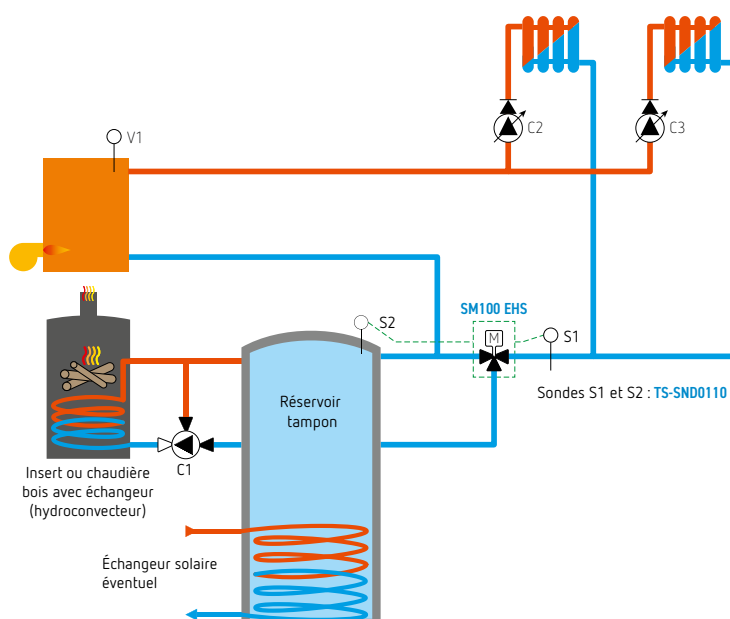 C2
C3
V1
SM100 EHS
S2
M
S1
Sondes S1 et S2 : TS-SND0110
Réservoir
tampon
C1
Insert ou chaudière
bois avec échangeur
(hydroconvecteur)
Échangeur solaire
éventuel